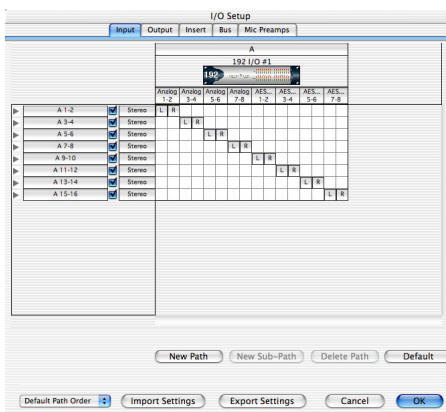 I/O Setup
Input Output Insert Bus Mic Preamps
A
192 I/O #1
192
Analog Analog Analog Analog AES... AES... AES... AES...
1-2 3-4 5-6 7-8 1-2 3-4 5-6 7-8
A 1-2 Stereo L R
A 3-4 Stereo L R
A 5-6 Stereo L R
A 7-8 Stereo L R
A 9-10 Stereo L R
A 11-12 Stereo L R
A 13-14 Stereo L R
A 15-16 Stereo L R
New Path New Sub-Path Delete Path Default
Default Path Order Import Settings Export Settings Cancel OK